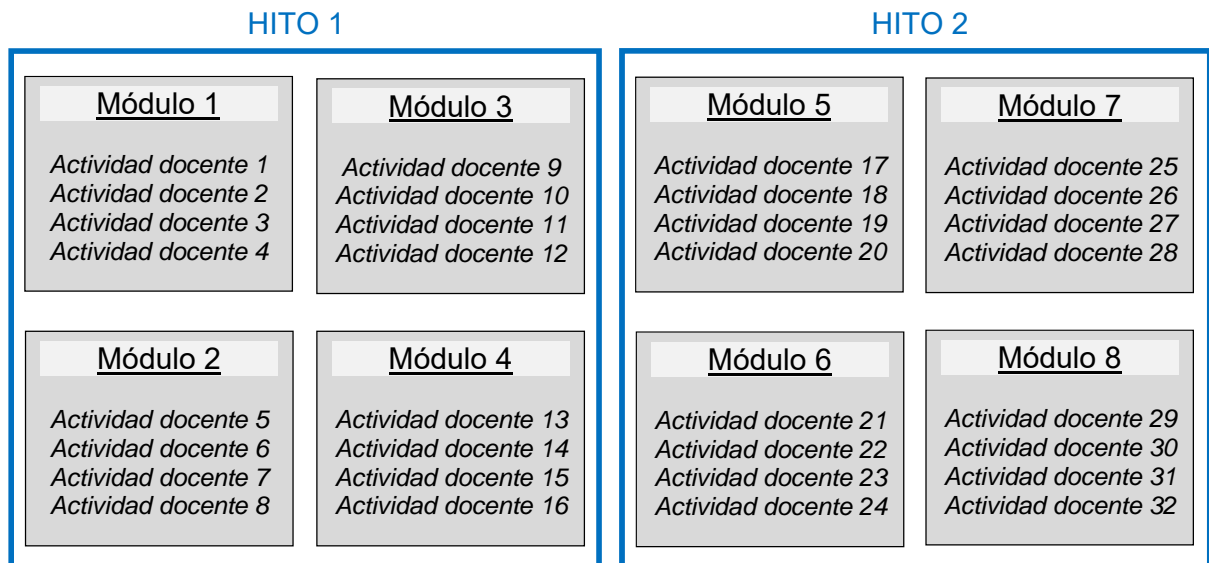 HITO 1
Módulo 1
Actividad docente 1
Actividad docente 2
Actividad docente 3
Actividad docente 4
Módulo 2
Actividad docente 5
Actividad docente 6
Actividad docente 7
Actividad docente 8
Módulo 3
Actividad docente 9
Actividad docente 10
Actividad docente 11
Actividad docente 12
Módulo 4
Actividad docente 13
Actividad docente 14
Actividad docente 15
Actividad docente 16
HITO 2
Módulo 5
Actividad docente 17
Actividad docente 18
Actividad docente 19
Actividad docente 20
Módulo 6
Actividad docente 21
Actividad docente 22
Actividad docente 23
Actividad docente 24
Módulo 7
Actividad docente 25
Actividad docente 26
Actividad docente 27
Actividad docente 28
Módulo 8
Actividad docente 29
Actividad docente 30
Actividad docente 31
Actividad docente 32